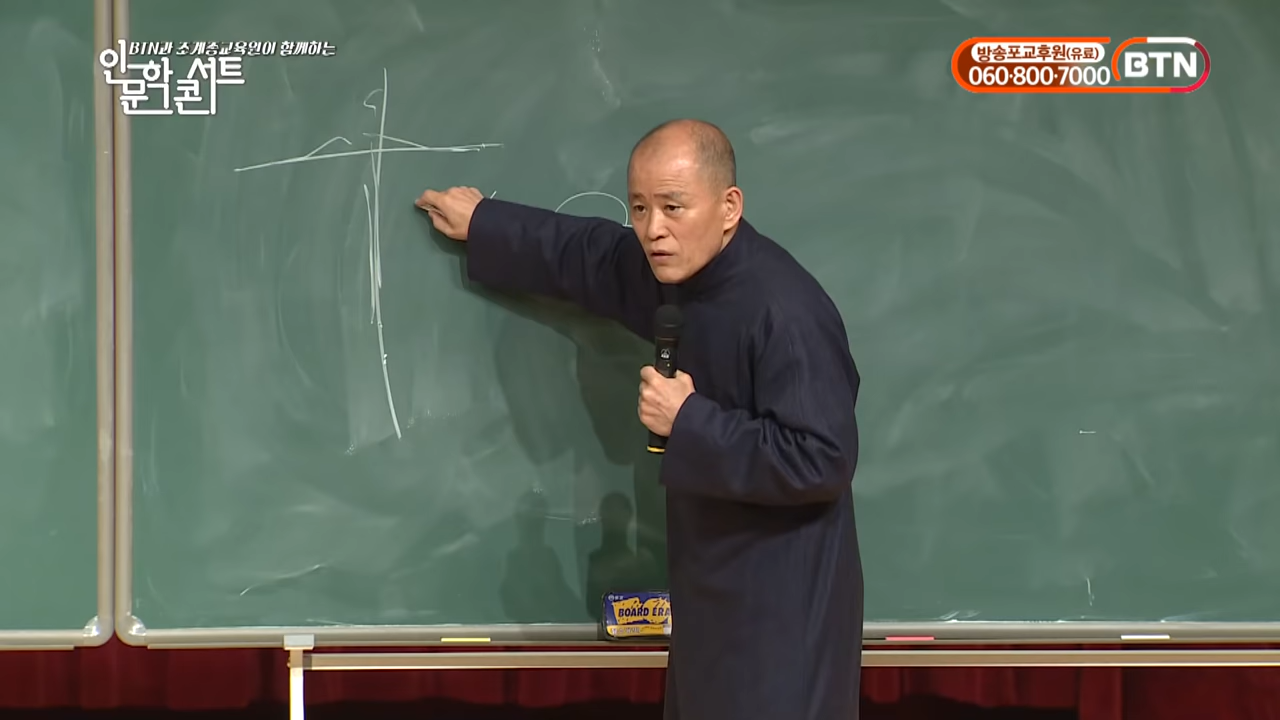 BTN과 조계종교육원이 함께하는
인문학 콘서트
방송포교후원(유료)
060·800·7000
BTN
BOARD ERA